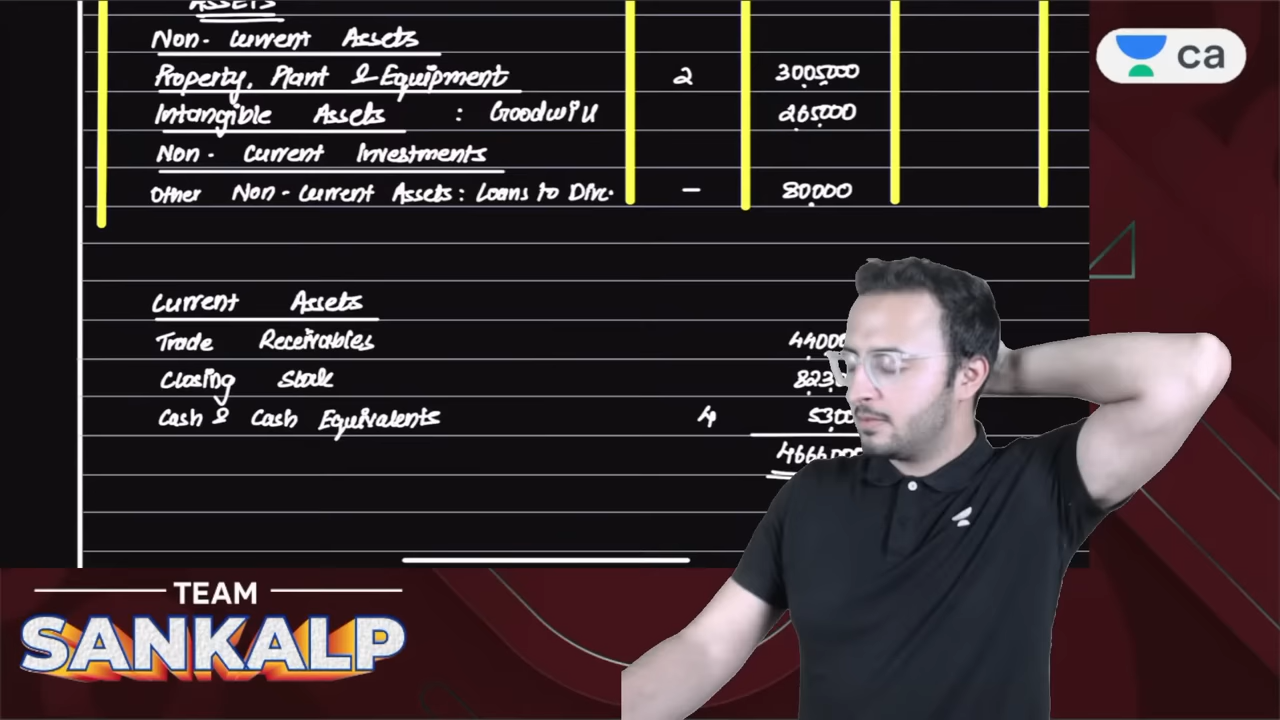 ASSETS
Non-Current Assets
Property, Plant & Equipment 2 3005000
Intangible Assets : Goodwill 265000
Non-Current Investments
Other Non-Current Assets: Loans to Dir. – 80000
Current Assets
Trade Receivables
Closing Stock
Cash & Cash Equivalents 4
ca
TEAM
SANKALP